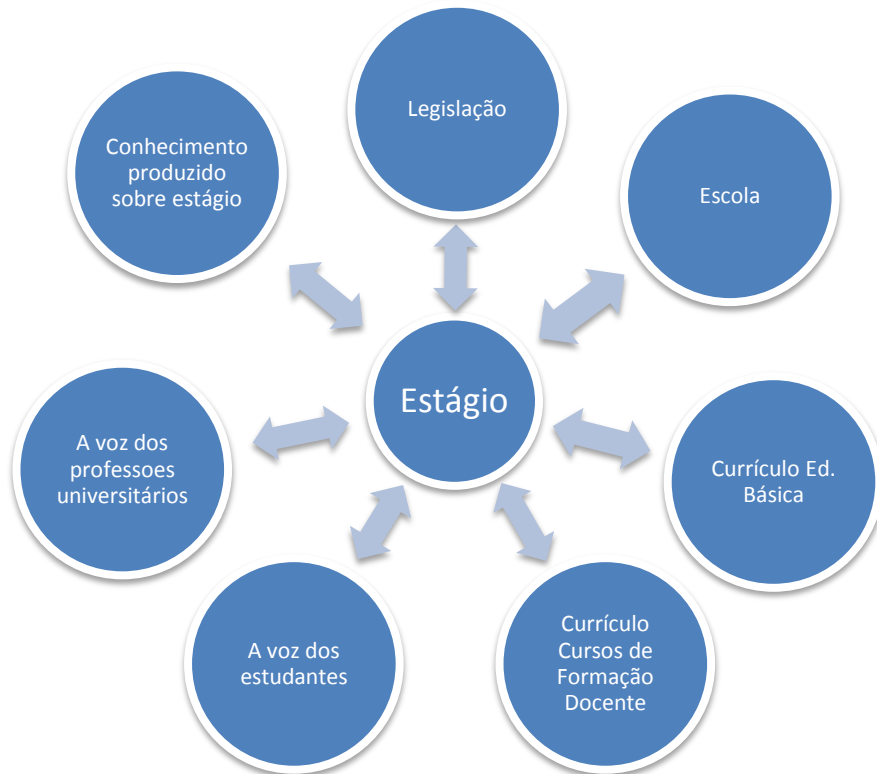 Legislação
Escola
Currículo Ed.
Básica
Currículo
Cursos de
Formação
Docente
A voz dos
estudantes
A voz dos
professoes
universitários
Conhecimento
produzido
sobre estágio
Estágio